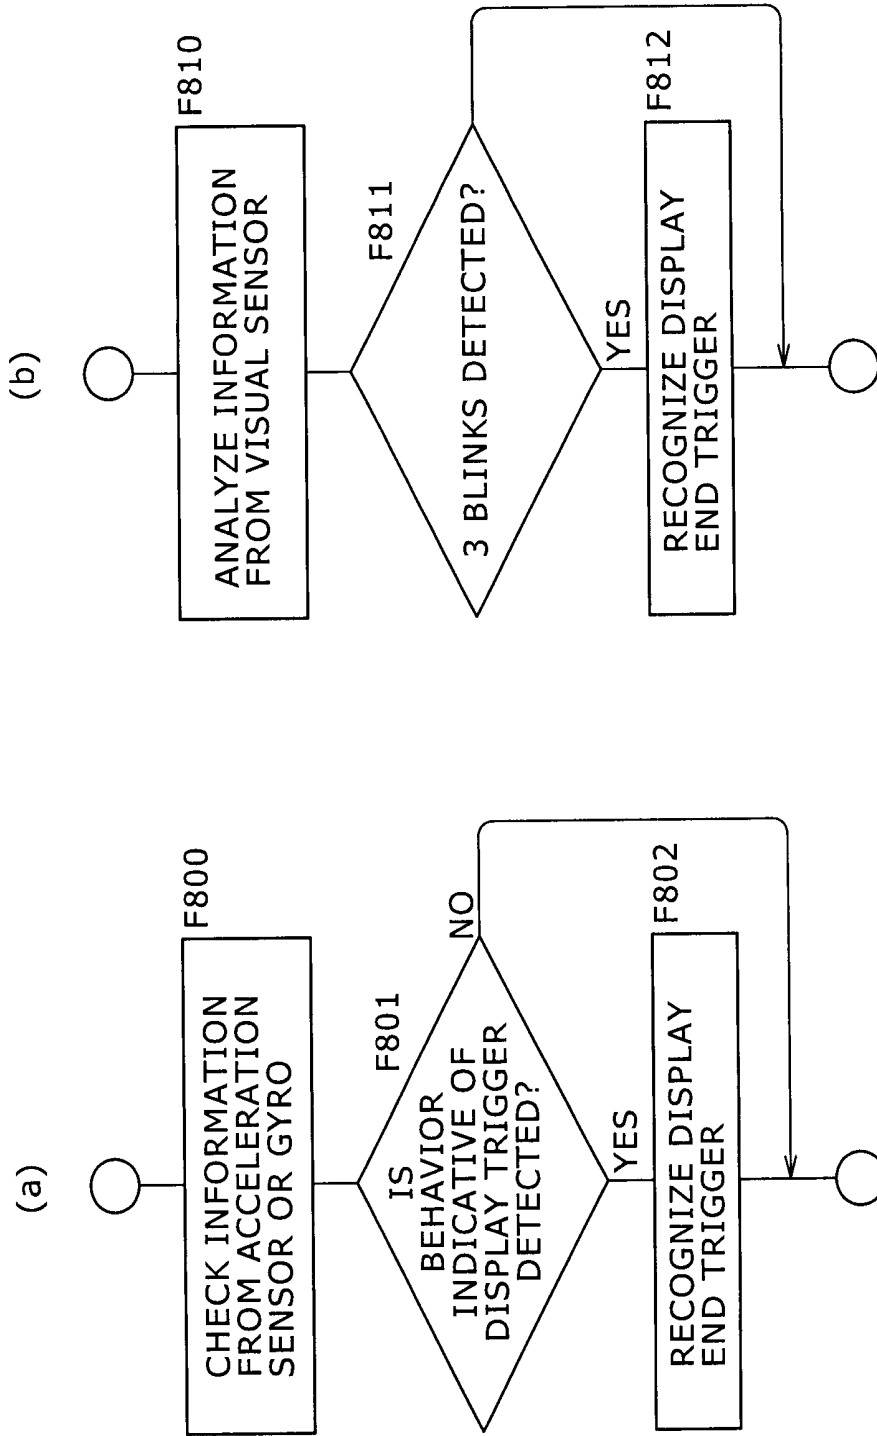 (a)
CHECK INFORMATION
FROM ACCELERATION
SENSOR OR GYRO
F800
IS
BEHAVIOR
INDICATIVE OF
DISPLAY TRIGGER
DETECTED?
F801
NO
YES
RECOGNIZE DISPLAY
END TRIGGER
F802
(b)
ANALYZE INFORMATION
FROM VISUAL SENSOR
F810
3 BLINKS DETECTED?
F811
YES
RECOGNIZE DISPLAY
END TRIGGER
F812